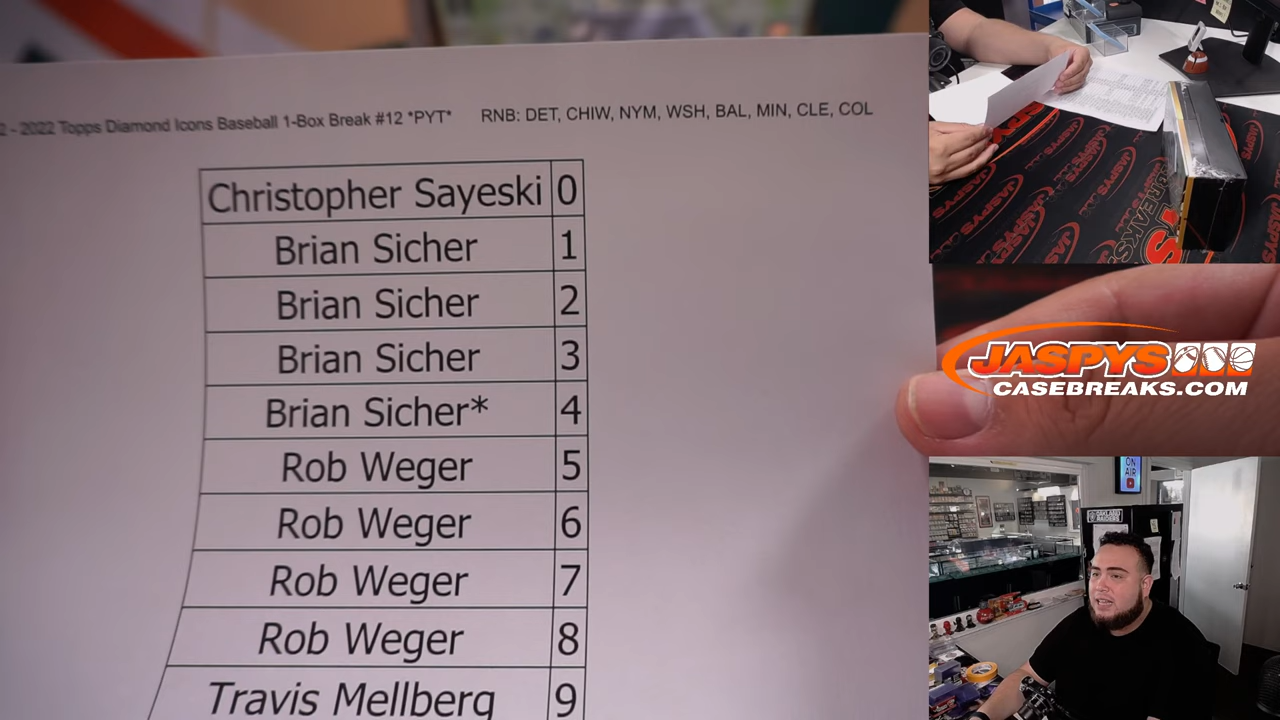 2 - 2022 Topps Diamond Icons Baseball 1-Box Break #12 *PYT* RNB: DET, CHIW, NYM, WSH, BAL, MIN, CLE, COL
Christopher Sayeski 0
Brian Sicher 1
Brian Sicher 2
Brian Sicher 3
Brian Sicher* 4
Rob Weger 5
Rob Weger 6
Rob Weger 7
Rob Weger 8
Travis Mellberg 9
JASPYS
JASPYS
CASEBREAKS.COM
ON
AIR